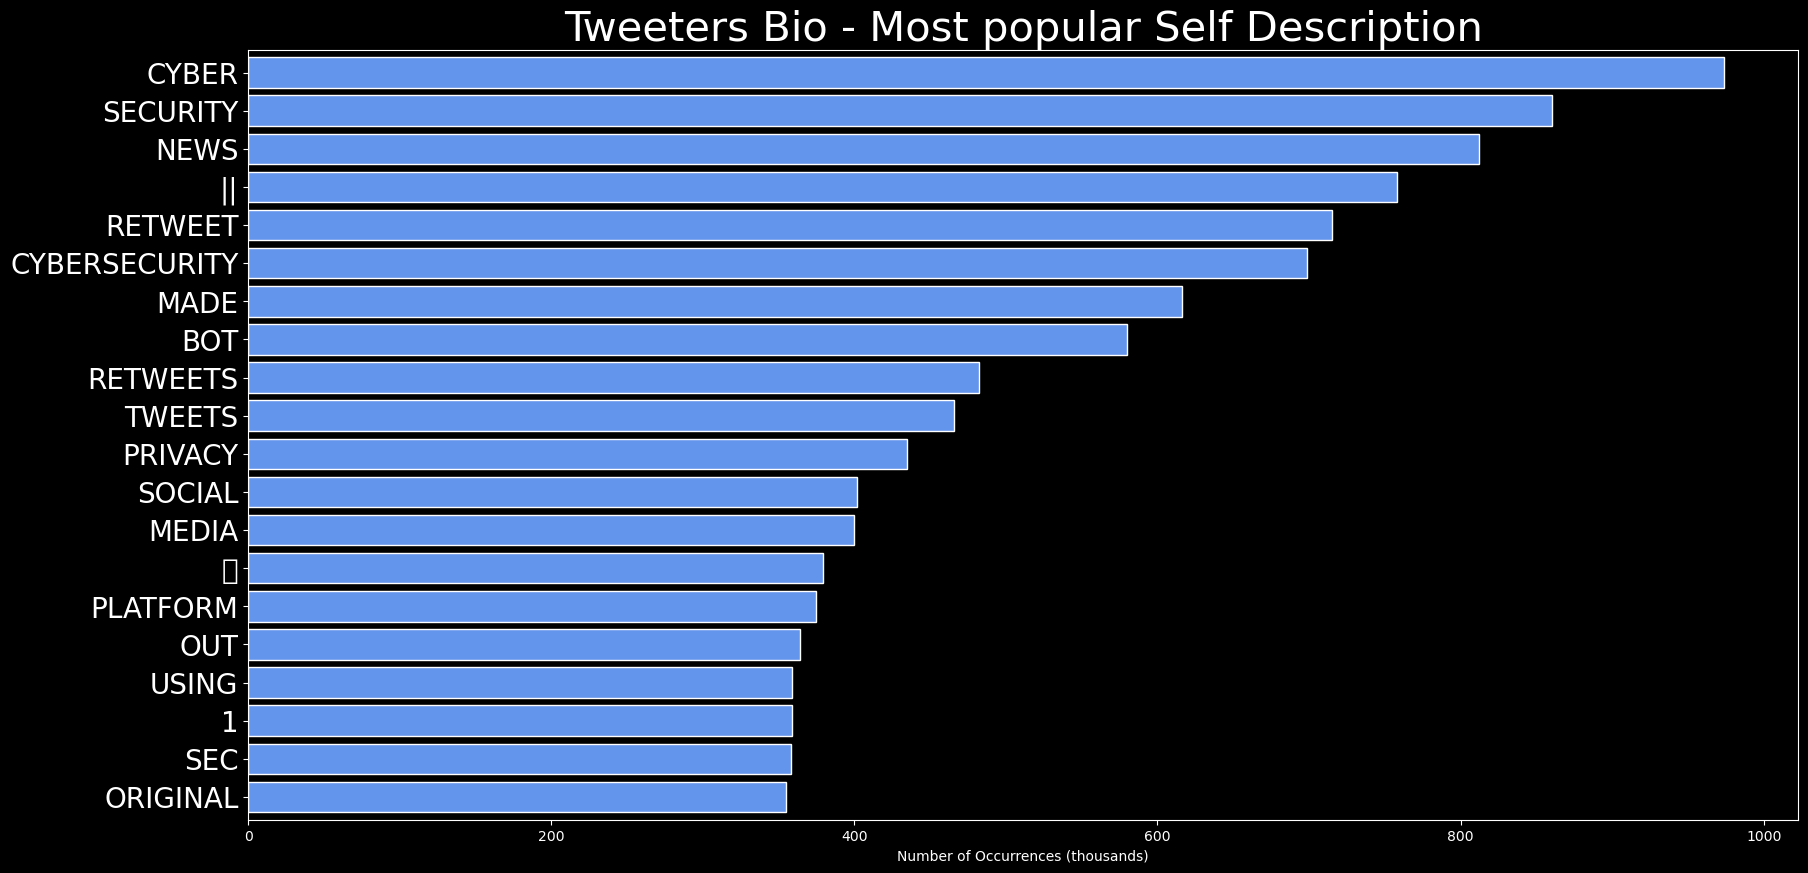 Tweeters Bio - Most popular Self Description
CYBER
SECURITY
NEWS
||
RETWEET
CYBERSECURITY
MADE
BOT
RETWEETS
TWEETS
PRIVACY
SOCIAL
MEDIA
PLATFORM
OUT
USING
1
SEC
ORIGINAL
0 200 400 600 800 1000
Number of Occurrences (thousands)